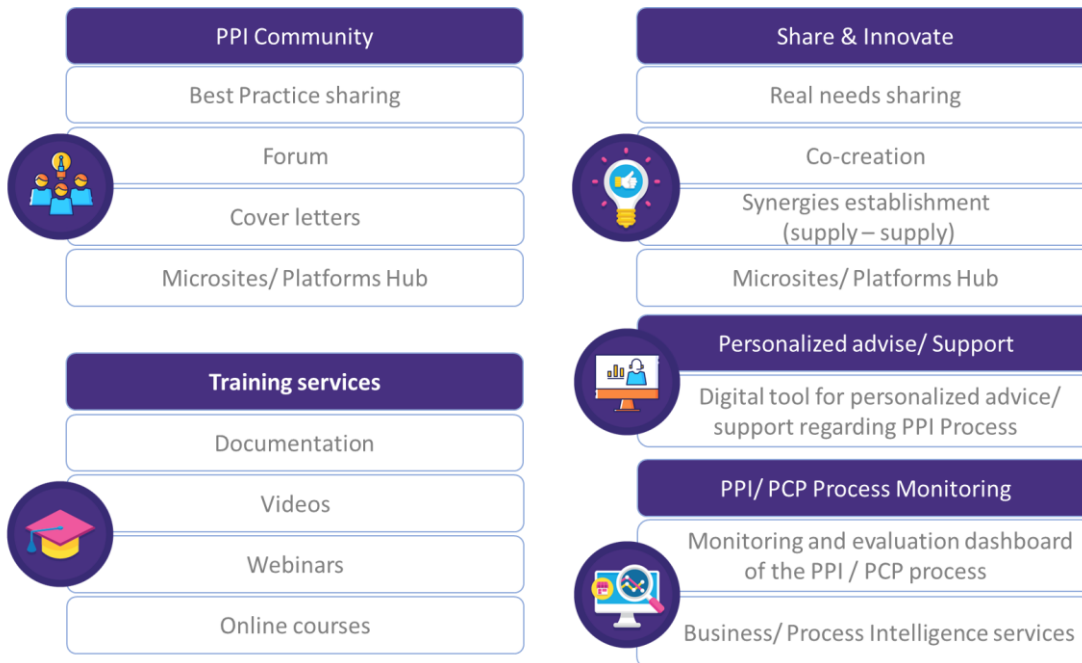 PPI Community
Best Practice sharing
Forum
Cover letters
Microsites/ Platforms Hub
Training services
Documentation
Videos
Webinars
Online courses
Share & Innovate
Real needs sharing
Co-creation
Synergies establishment
(supply – supply)
Microsites/ Platforms Hub
Personalized advise/ Support
Digital tool for personalized advice/
support regarding PPI Process
PPI/ PCP Process Monitoring
Monitoring and evaluation dashboard
of the PPI / PCP process
Business/ Process Intelligence services